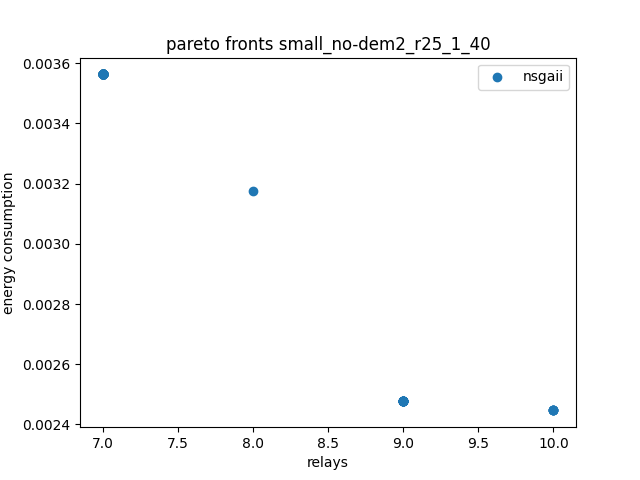 pareto fronts small_no-dem2_r25_1_40
nsgaii
energy consumption
0.0036
0.0034
0.0032
0.0030
0.0028
0.0026
0.0024
7.0 7.5 8.0 8.5 9.0 9.5 10.0
relays